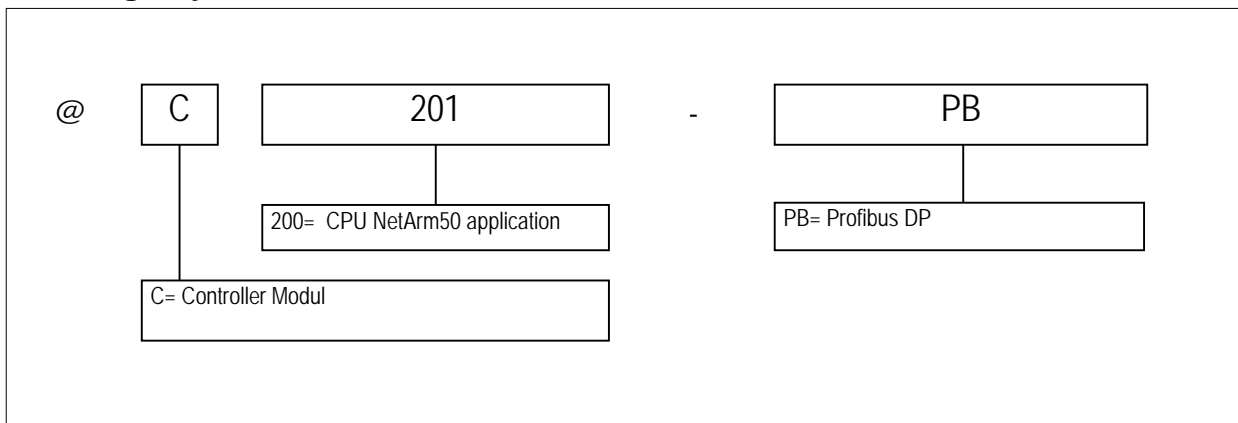 @ C 201 - PB
200= CPU NetArm50 application
PB= Profibus DP
C= Controller Modul